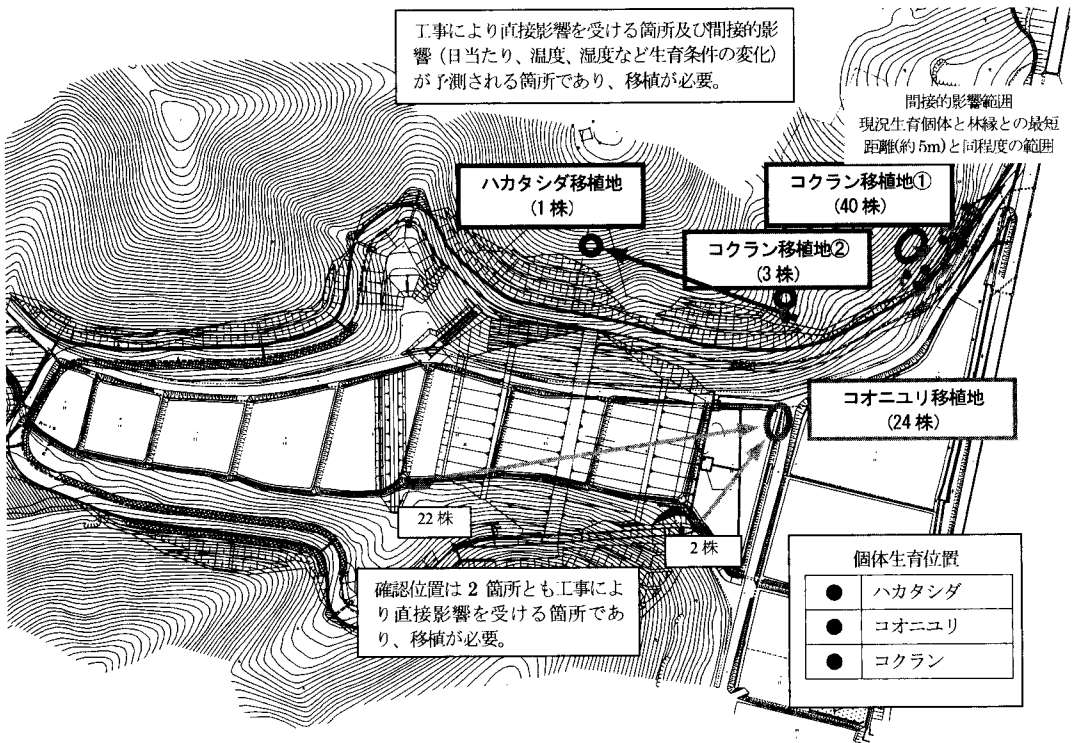 工事により直接影響を受ける箇所及び間接的影
響（日当たり、温度、湿度など生育条件の変化）
が予測される箇所であり、移植が必要。
間接的影響範囲
現況生育個体と林縁との最短
距離(約5m)と同程度の範囲
ハカタシダ移植地
(1株)
コクラン移植地①
(40株)
コクラン移植地②
(3株)
コオニユリ移植地
(24株)
22株
2株
確認位置は2箇所とも工事によ
り直接影響を受ける箇所であ
り、移植が必要。
個体生育位置
ハカタシダ
コオニユリ
コクラン